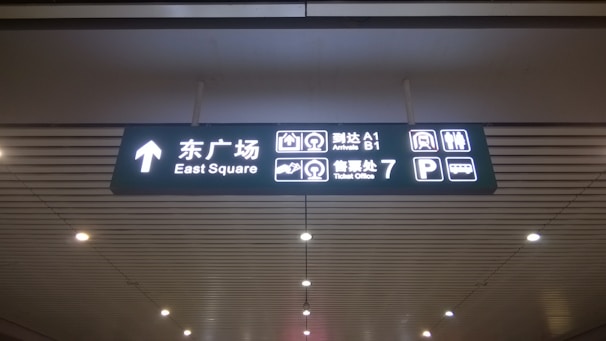 东广场
East Square
到达 A1
Arrivals B1
售票处 7
Ticket Office
P